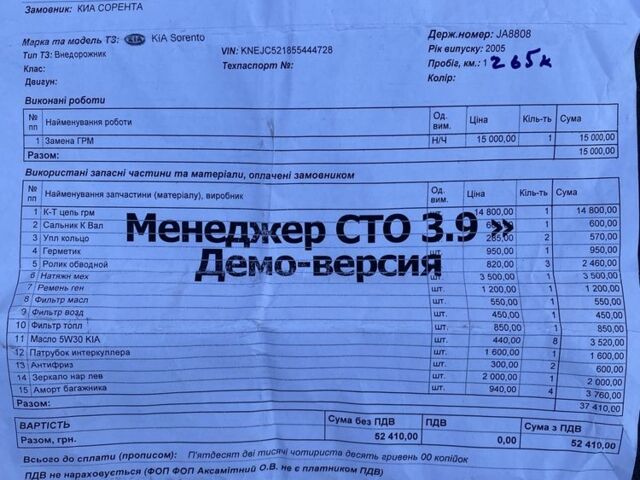 Замовник: КИА СОРЕНТА
Держ.номер: JA8808
Марка та модель ТЗ: KIA KiA Sorento
VIN: KNEJC521855444728
Рік випуску: 2005
Тип ТЗ: Внедорожник
Пробіг, км.: 1 265к
Клас:
Техпаспорт №:
Колір:
Двигун:
Виконані роботи
№ пп Найменування роботи Од. вим. Ціна Кіль-ть Сума
1 Замена ГРМ Н/Ч 15 000,00 1 15 000,00
Разом: 15 000,00
Використані запасні частини та матеріали, оплачені замовником
№ пп Найменування запчастини (матеріалу), виробник Од. вим. Ціна Кіль-ть Сума
1 К-Т цепь грм шт. 14 800,00 1 14 800,00
2 Сальник К Вал 600,00 1 600,00
3 Упл кольцо 285,00 2 570,00
4 Герметик 950,00 1 950,00
5 Ролик обводной шт. 820,00 3 2 460,00
6 Натяжн мех шт. 3 500,00 1 3 500,00
7 Ремень ген шт. 1 200,00 1 1 200,00
8 Фильтр масл шт. 550,00 1 550,00
9 Фильтр возд шт. 450,00 1 450,00
10 Фильтр топл шт. 850,00 1 850,00
11 Масло 5W30 KIA шт. 440,00 8 3 520,00
12 Патрубок интеркуллера шт. 1 600,00 1 1 600,00
13 Антифриз шт. 300,00 2 600,00
14 Зеркало нар лев шт. 2 000,00 1 2 000,00
15 Аморт багажника шт. 940,00 4 3 760,00
Разом: 37 410,00
Менеджер СТО 3.9 »
Демо-версия
ВАРТІСТЬ Сума без ПДВ ПДВ Сума з ПДВ
Разом, грн. 52 410,00 0,00 52 410,00
Всього до сплати (прописом): П'ятдесят дві тисячі чотириста десять гривень 00 копійок
ПДВ не нараховується (ФОП ФОП Аксамітний О.В. не є платником ПДВ)